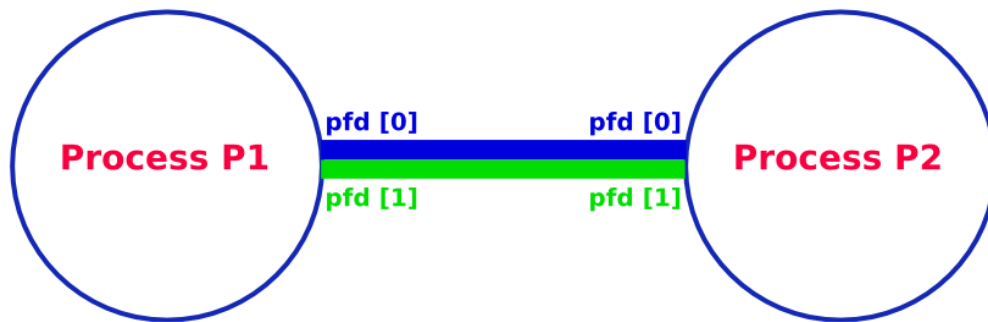 pfd [0] pfd [0]
Process P1 Process P2
pfd [1] pfd [1]